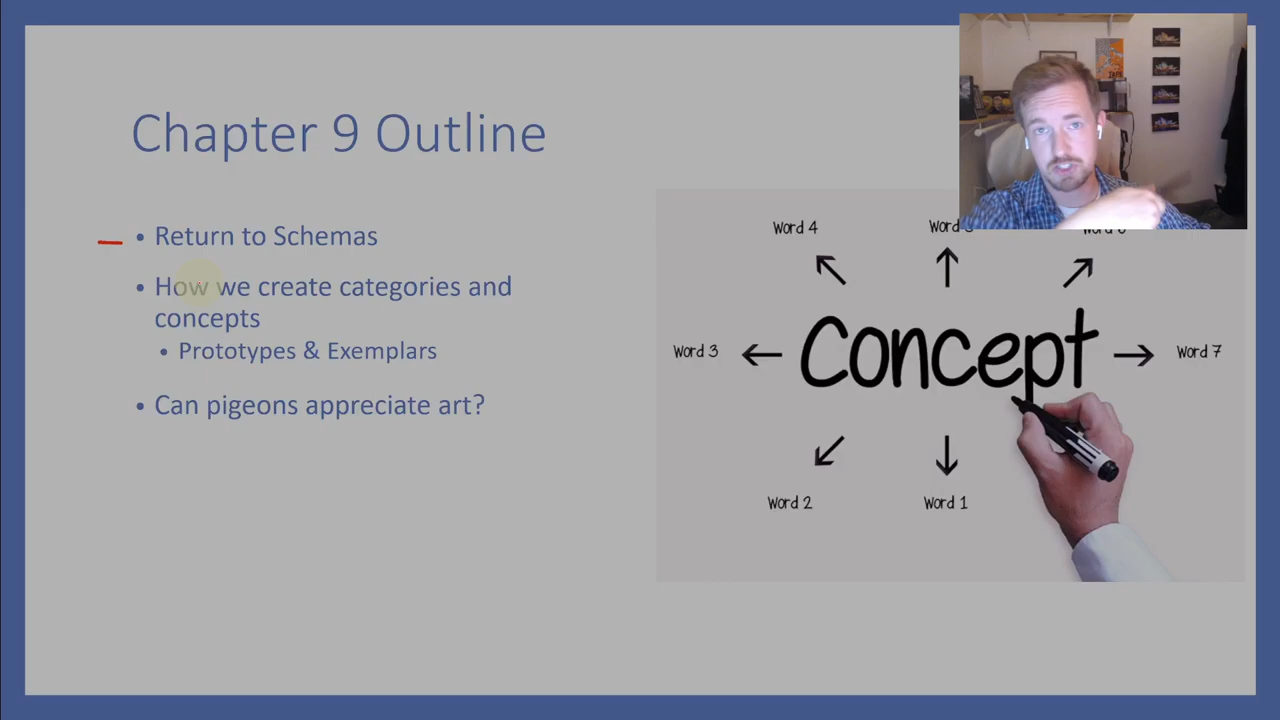 Chapter 9 Outline
• Return to Schemas
• How we create categories and
concepts
• Prototypes & Exemplars
• Can pigeons appreciate art?
Word 4
Word 3
Concept
Word 7
Word 2
Word 1